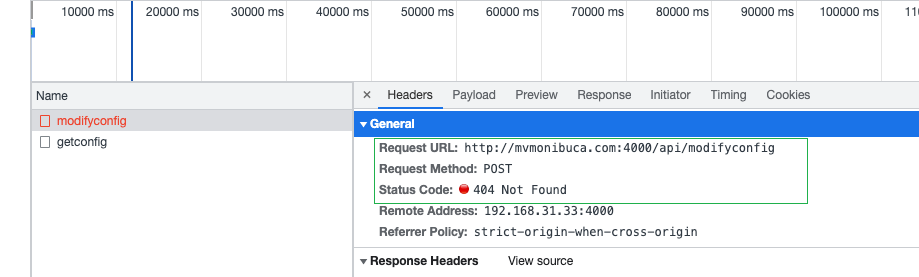 10000 ms 20000 ms 30000 ms 40000 ms 50000 ms 60000 ms 70000 ms 80000 ms 90000 ms 100000 ms 11
Name
× Headers Payload Preview Response Initiator Timing Cookies
modifyconfig
getconfig
▼ General
Request URL: http://mvmonibuca.com:4000/api/modifyconfig
Request Method: POST
Status Code: 404 Not Found
Remote Address: 192.168.31.33:4000
Referrer Policy: strict-origin-when-cross-origin
▼ Response Headers View source